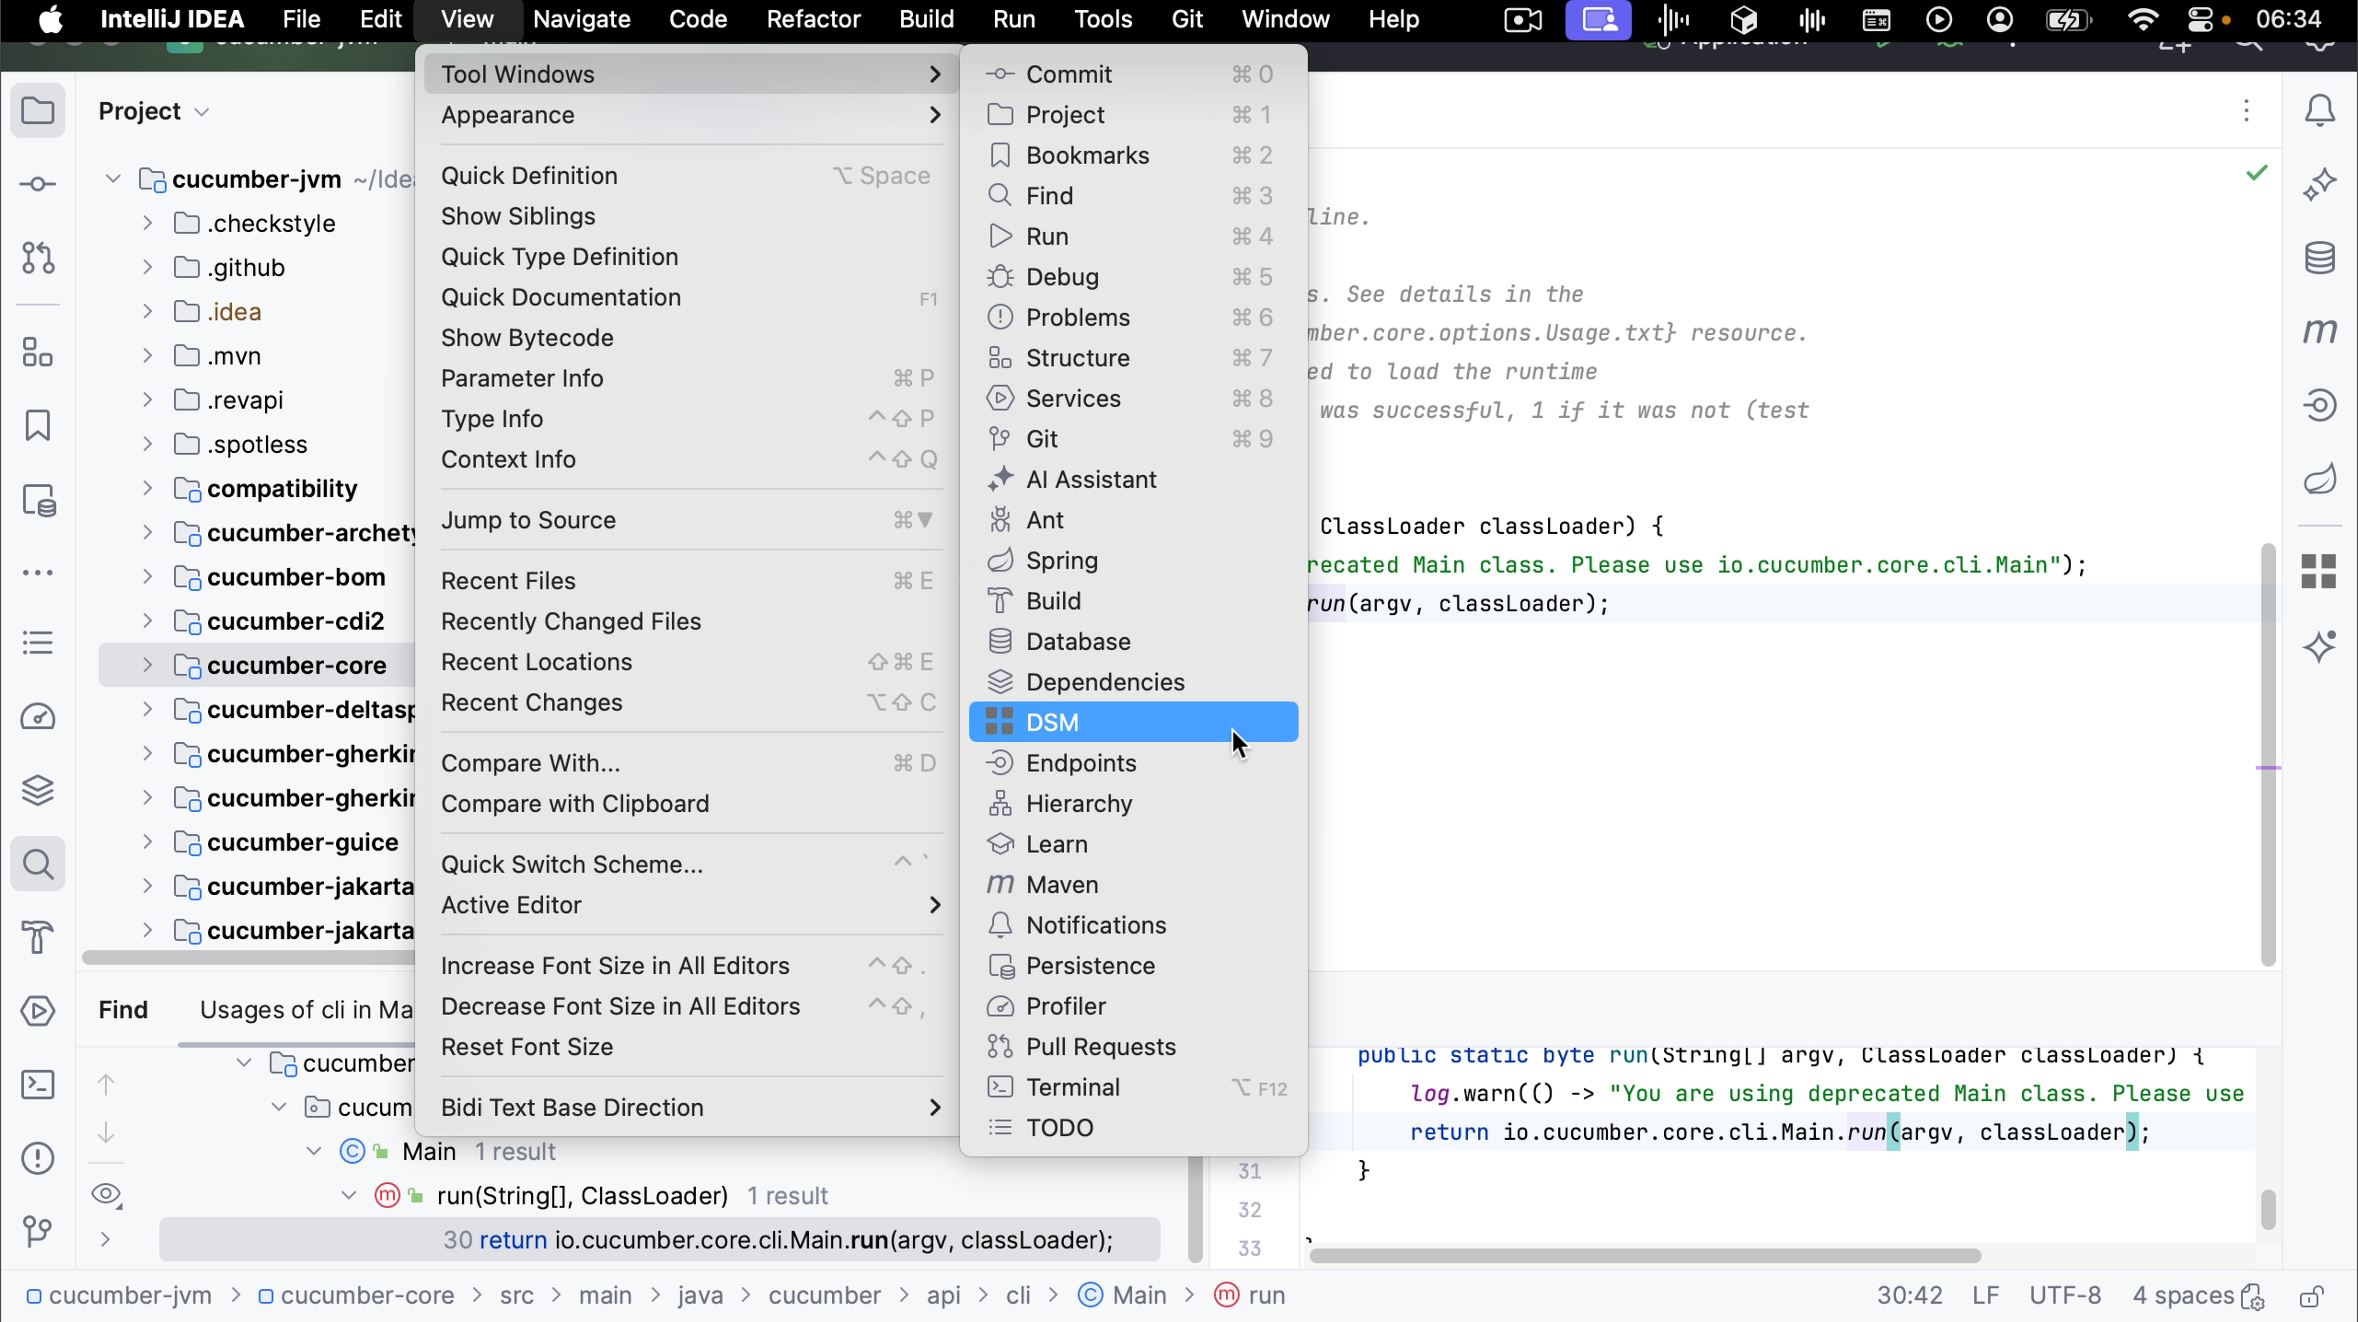 IntelliJ IDEA File Edit View Navigate Code Refactor Build Run Tools Git Window Help 06:34
Project
cucumber-jvm ~/Ide
.checkstyle
.github
.idea
.mvn
.revapi
.spotless
compatibility
cucumber-archety
cucumber-bom
cucumber-cdi2
cucumber-core
cucumber-deltasp
cucumber-gherkin
cucumber-gherkin
cucumber-guice
cucumber-jakarta
cucumber-jakarta
Tool Windows
Appearance
Quick Definition ⌥ Space
Show Siblings
Quick Type Definition
Quick Documentation F1
Show Bytecode
Parameter Info ⌘ P
Type Info ^⇧ P
Context Info ^⇧ Q
Jump to Source ⌘▼
Recent Files ⌘ E
Recently Changed Files
Recent Locations ⇧⌘ E
Recent Changes ⌥⇧ C
Compare With... ⌘ D
Compare with Clipboard
Quick Switch Scheme... ^ `
Active Editor
Increase Font Size in All Editors ^⇧ .
Decrease Font Size in All Editors ^⇧ ,
Reset Font Size
Bidi Text Base Direction
Commit ⌘ 0
Project ⌘ 1
Bookmarks ⌘ 2
Find ⌘ 3
Run ⌘ 4
Debug ⌘ 5
Problems ⌘ 6
Structure ⌘ 7
Services ⌘ 8
Git ⌘ 9
AI Assistant
Ant
Spring
Build
Database
Dependencies
DSM
Endpoints
Hierarchy
Learn
Maven
Notifications
Persistence
Profiler
Pull Requests
Terminal ⌥ F12
TODO
line.
s. See details in the
mber.core.options.Usage.txt} resource.
ed to load the runtime
was successful, 1 if it was not (test
ClassLoader classLoader) {
recated Main class. Please use io.cucumber.core.cli.Main");
run(argv, classLoader);
Find Usages of cli in Ma
cucumber
cucum
Main 1 result
run(String[], ClassLoader) 1 result
30 return io.cucumber.core.cli.Main.run(argv, classLoader);
public static byte run(String[] argv, ClassLoader classLoader) {
log.warn(() -> "You are using deprecated Main class. Please use
return io.cucumber.core.cli.Main.run(argv, classLoader);
31 }
32
33
cucumber-jvm > cucumber-core > src > main > java > cucumber > api > cli > Main > run 30:42 LF UTF-8 4 spaces